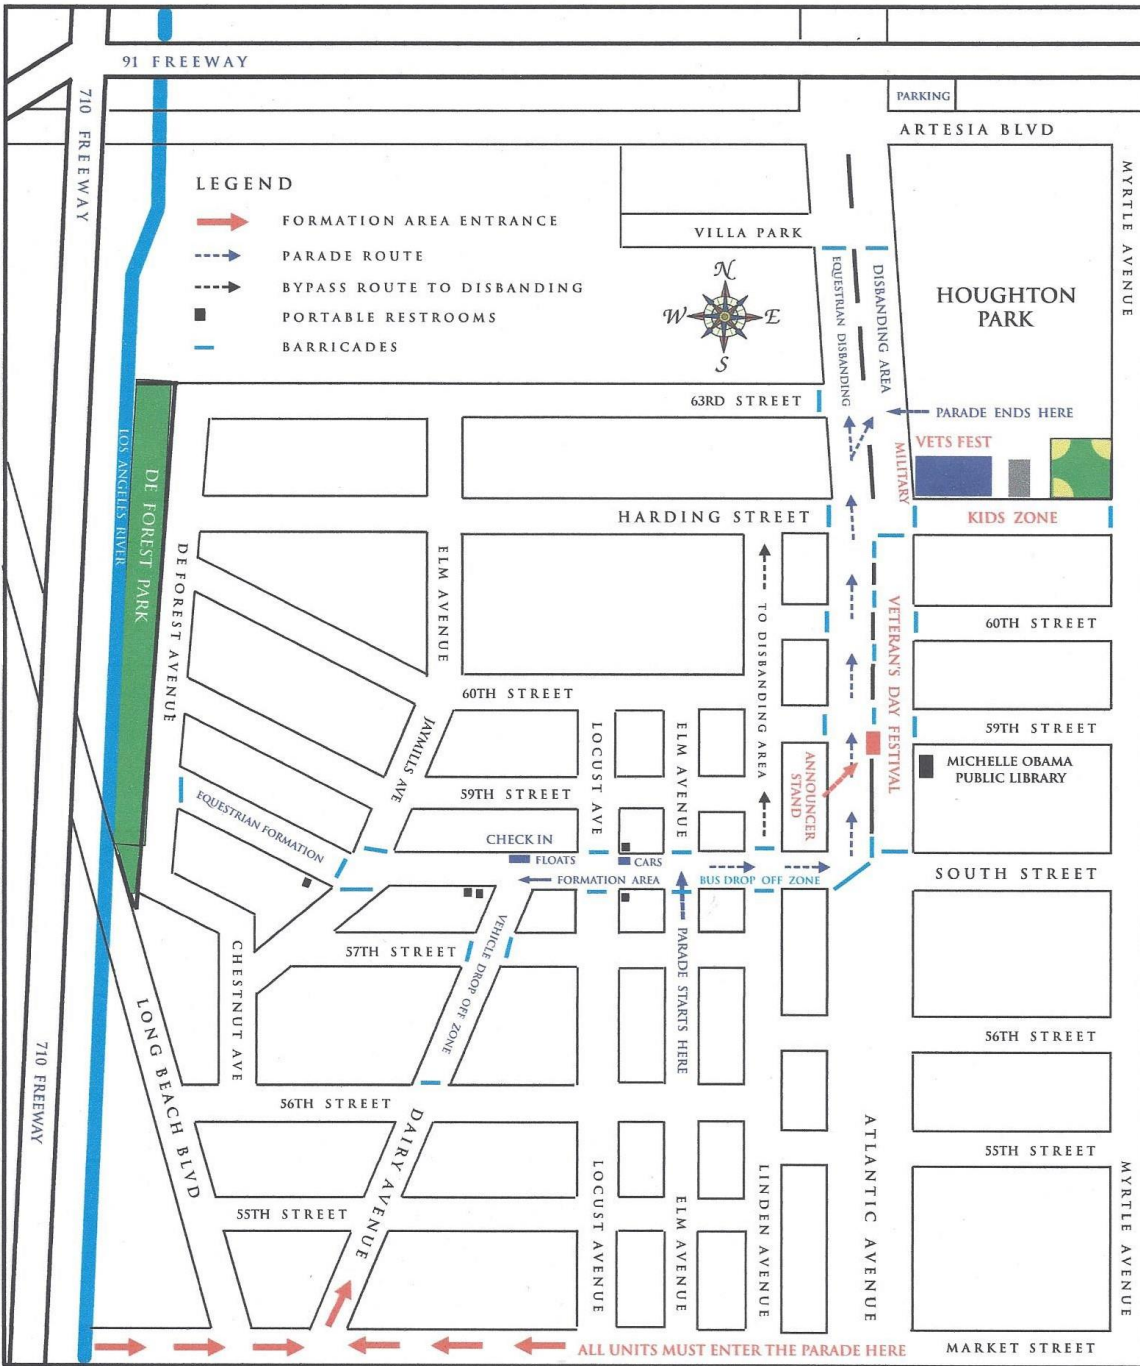 91 FREEWAY
710 FREEWAY
PARKING
ARTESIA BLVD
MYRTLE AVENUE
LEGEND
FORMATION AREA ENTRANCE
PARADE ROUTE
BYPASS ROUTE TO DISBANDING
PORTABLE RESTROOMS
BARRICADES
VILLA PARK
N
W
E
S
EQUESTRIAN DISBANDING
DISBANDING AREA
HOUGHTON
PARK
63RD STREET
PARADE ENDS HERE
MILITARY
VETS FEST
LOS ANGELES RIVER
DE FOREST PARK
DE FOREST AVENUE
HARDING STREET
KIDS ZONE
ELM AVENUE
TO DISBANDING AREA
VETERAN'S DAY FESTIVAL
60TH STREET
60TH STREET
JAYMILLS AVE
LOCUST AVE
ELM AVENUE
59TH STREET
ANNOUNCER
STAND
MICHELLE OBAMA
PUBLIC LIBRARY
59TH STREET
EQUESTRIAN FORMATION
CHECK IN
FLOATS
CARS
FORMATION AREA
BUS DROP OFF ZONE
SOUTH STREET
VEHICLE DROP OFF ZONE
PARADE STARTS HERE
57TH STREET
CHESTNUT AVE
LONG BEACH BLVD
710 FREEWAY
56TH STREET
56TH STREET
DAIRY AVENUE
55TH STREET
55TH STREET
LOCUST AVENUE
ELM AVENUE
LINDEN AVENUE
ATLANTIC AVENUE
MYRTLE AVENUE
ALL UNITS MUST ENTER THE PARADE HERE
MARKET STREET